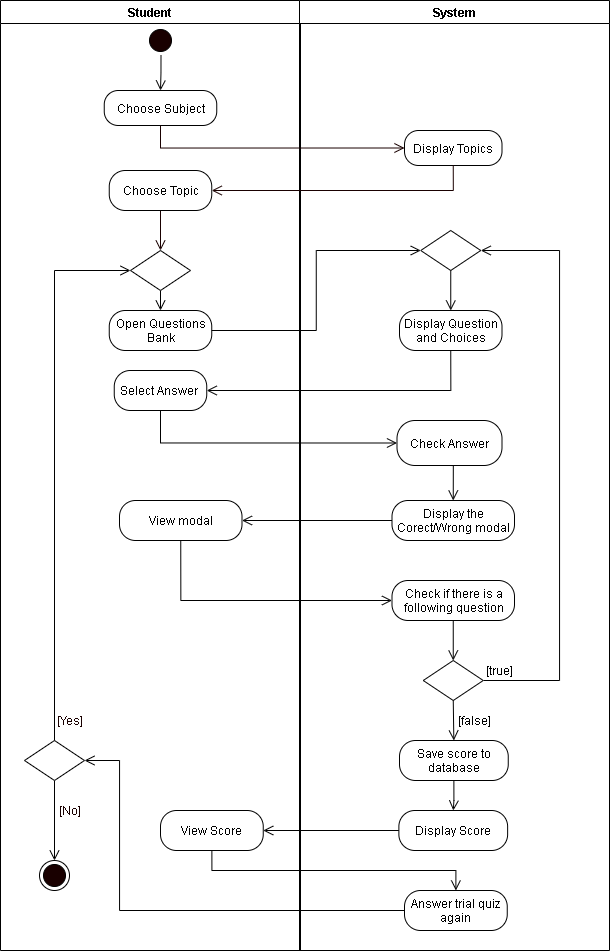 Student
System
Choose Subject
Display Topics
Choose Topic
Open Questions
Bank
Display Question
and Choices
Select Answer
Check Answer
View modal
Display the
Corect/Wrong modal
Check if there is a
following question
[true]
[false]
[Yes]
Save score to
database
[No]
View Score
Display Score
Answer trial quiz
again